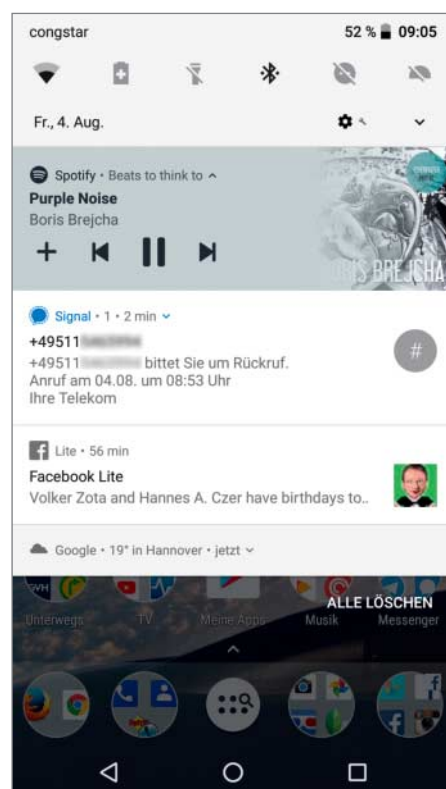 congstar 52 % 09:05
Fr., 4. Aug.
Spotify • Beats to think to
Purple Noise
Boris Brejcha
BORIS BREJCHA
Signal • 1 • 2 min
+49511
+49511 bittet Sie um Rückruf.
Anruf am 04.08. um 08:53 Uhr
Ihre Telekom
#
Lite • 56 min
Facebook Lite
Volker Zota and Hannes A. Czer have birthdays to..
Google • 19° in Hannover • jetzt
ALLE LÖSCHEN
Unterwegs TV Meine Apps Musik Messenger